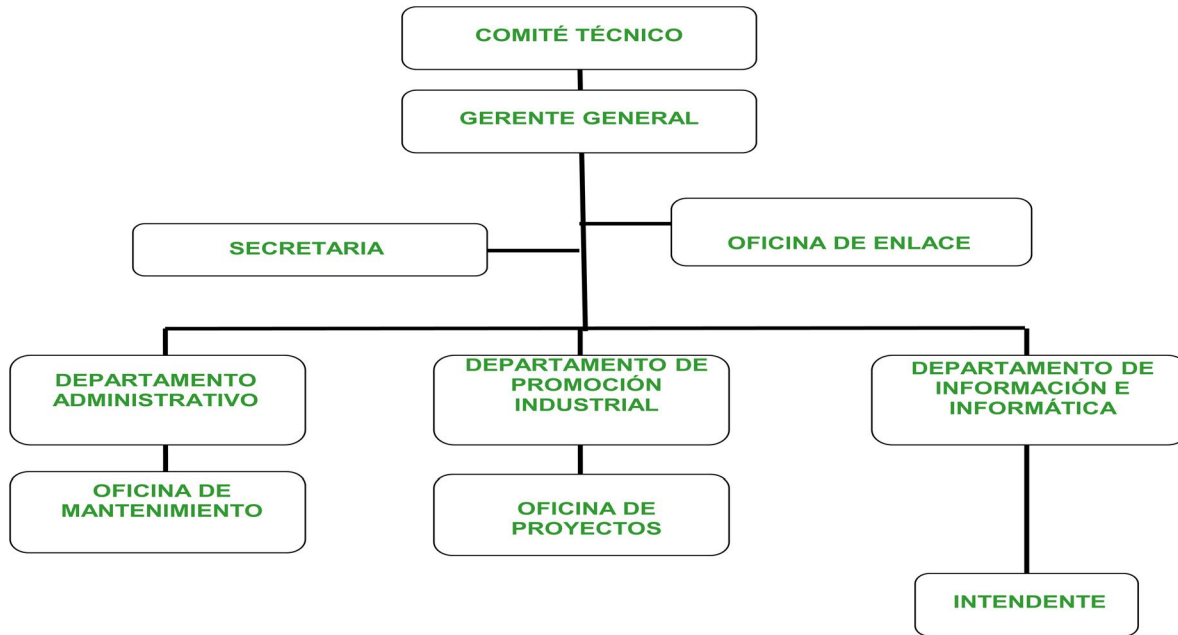 COMITÉ TÉCNICO
GERENTE GENERAL
SECRETARIA
OFICINA DE ENLACE
DEPARTAMENTO
ADMINISTRATIVO
DEPARTAMENTO DE
PROMOCIÓN
INDUSTRIAL
DEPARTAMENTO DE
INFORMACIÓN E
INFORMÁTICA
OFICINA DE
MANTENIMIENTO
OFICINA DE
PROYECTOS
INTENDENTE